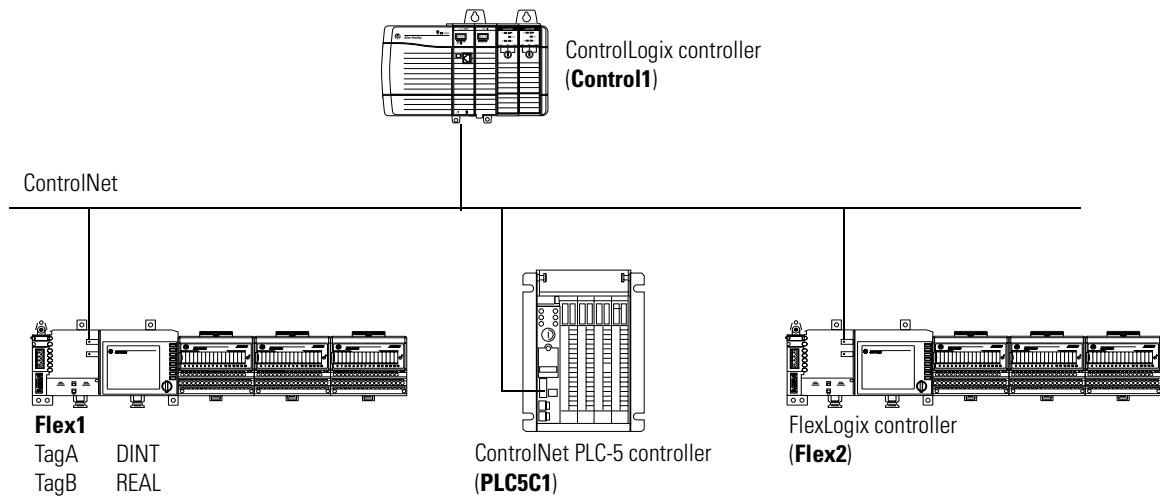 ControlLogix controller
(Control1)
ControlNet
Flex1
TagA DINT
TagB REAL
ControlNet PLC-5 controller
(PLC5C1)
FlexLogix controller
(Flex2)